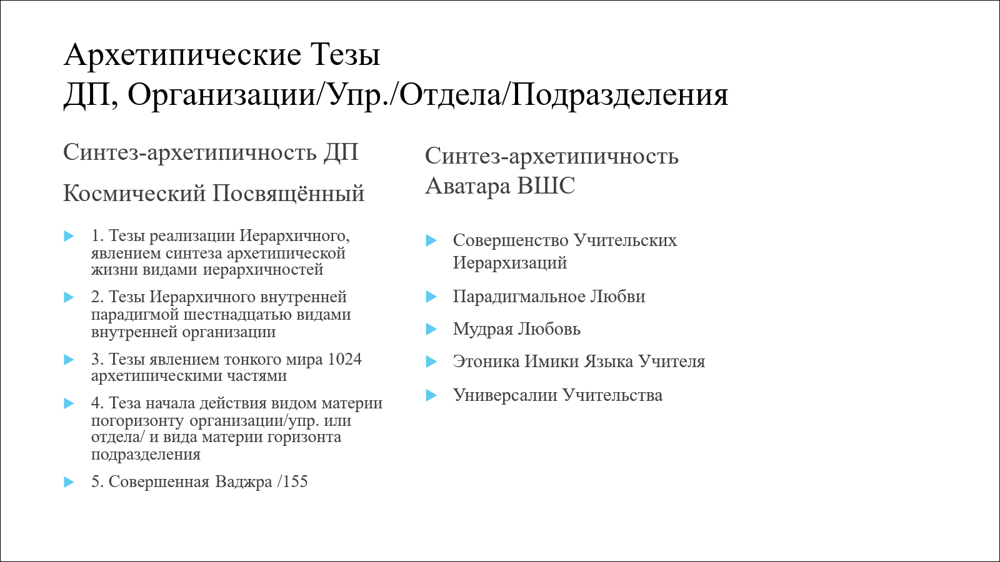 Архетипические Тезы
ДП, Организации/Упр./Отдела/Подразделения
Синтез-архетипичность ДП
Космический Посвящённый
1. Тезы реализации Иерархичного,
явлением синтеза архетипической
жизни видами иерархичностей
2. Тезы Иерархичного внутренней
парадигмой шестнадцатью видами
внутренней организации
3. Тезы явлением тонкого мира 1024
архетипическими частями
4. Теза начала действия видом материи
погоризонту организации/упр. или
отдела/ и вида материи горизонта
подразделения
5. Совершенная Ваджра /155
Синтез-архетипичность
Аватара ВШС
Совершенство Учительских
Иерархизаций
Парадигмальное Любви
Мудрая Любовь
Этоника Имики Языка Учителя
Универсалии Учительства